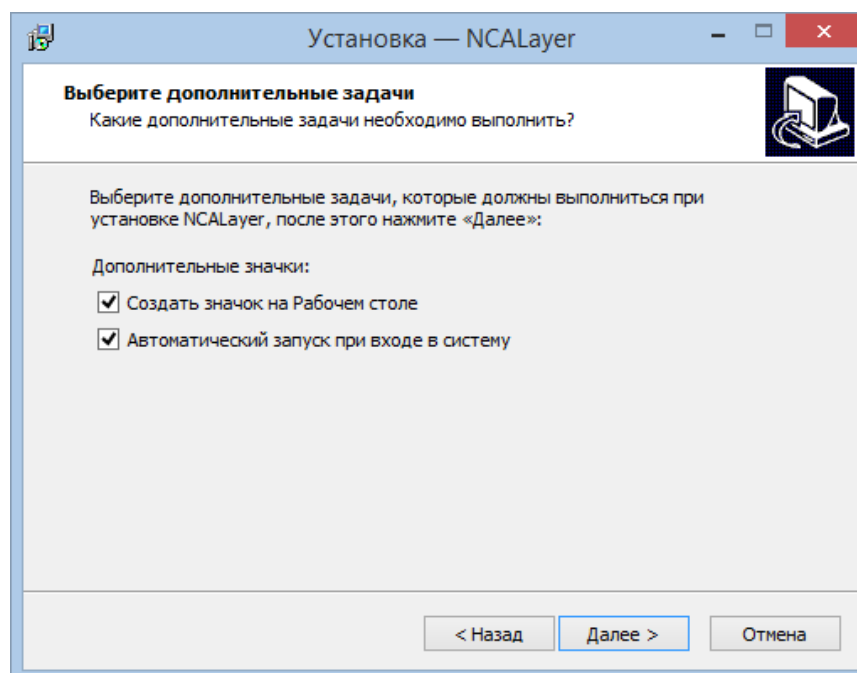 Установка — NCALayer
Выберите дополнительные задачи
Какие дополнительные задачи необходимо выполнить?
Выберите дополнительные задачи, которые должны выполниться при
установке NCALayer, после этого нажмите «Далее»:
Дополнительные значки:
Создать значок на Рабочем столе
Автоматический запуск при входе в систему
< Назад
Далее >
Отмена